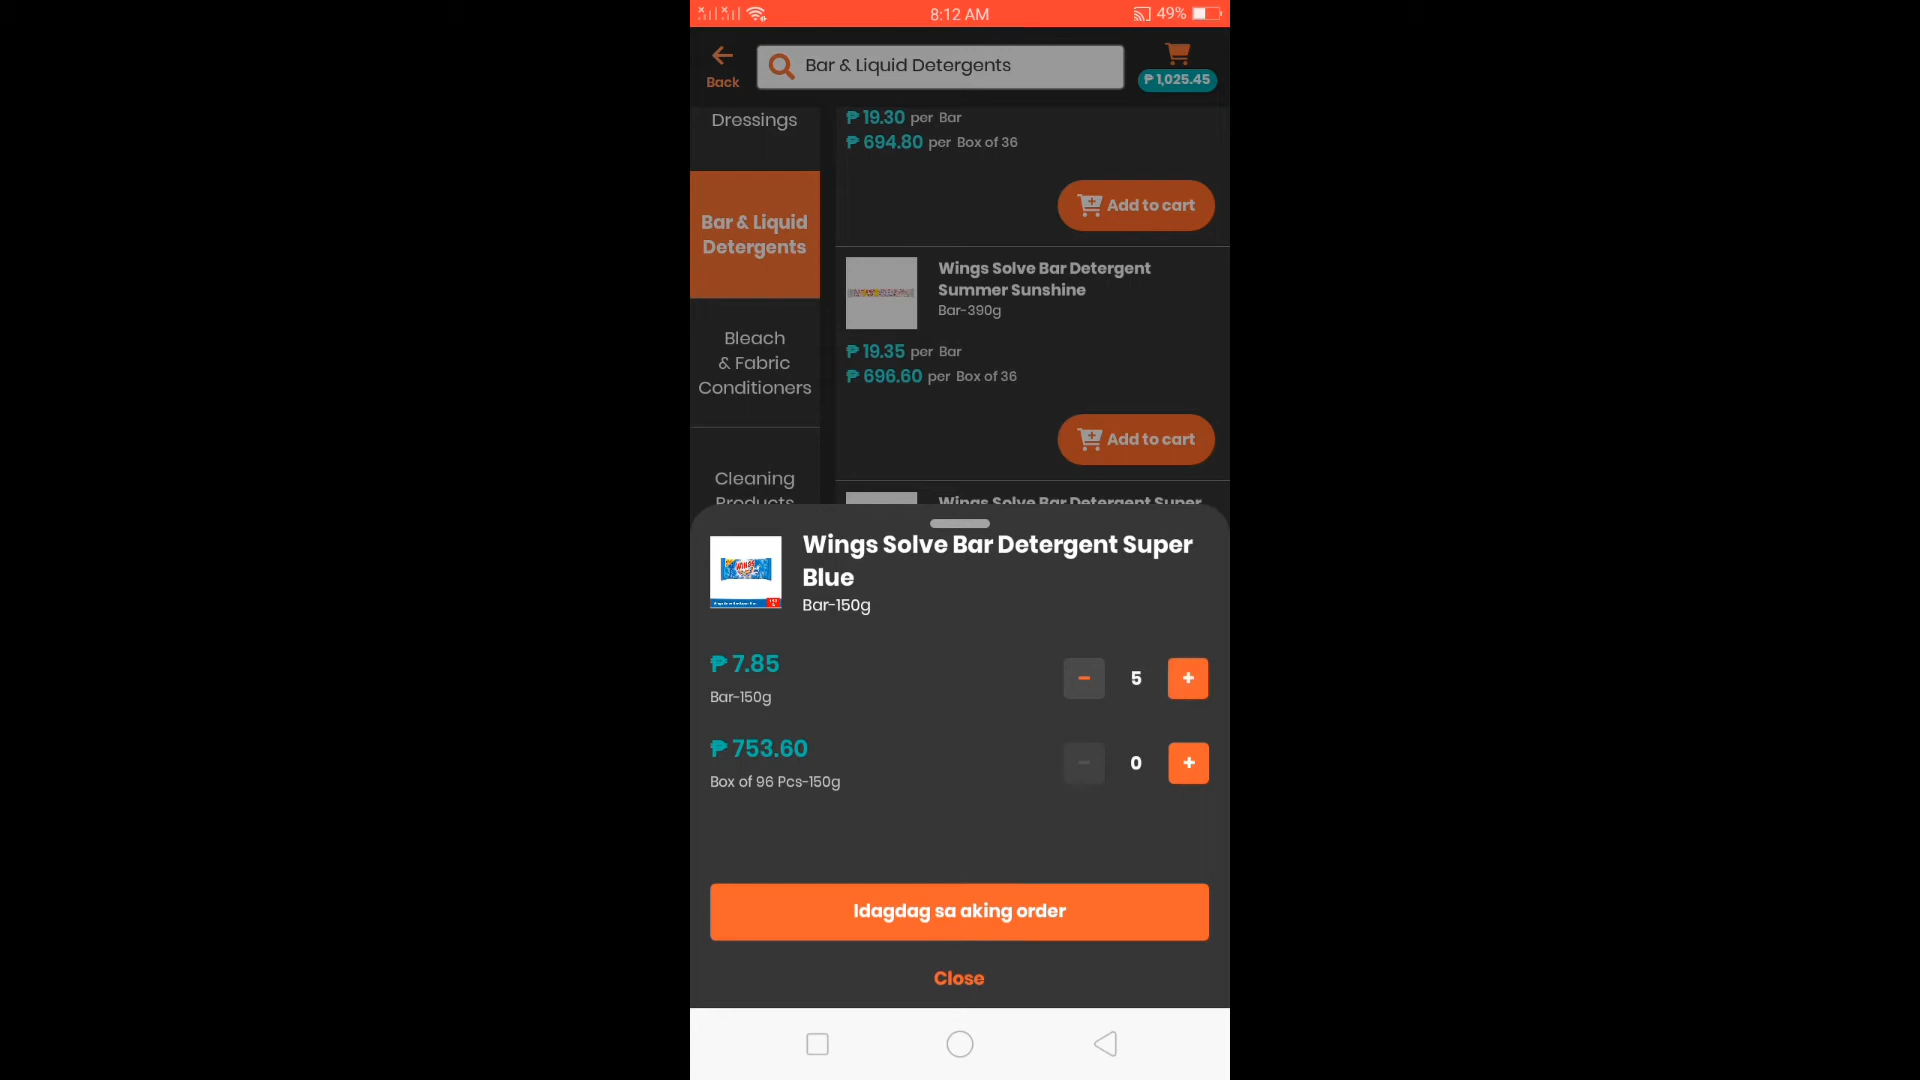 8:12 AM
49%
Back
Bar & Liquid Detergents
₱ 1,025.45
Dressings
Bar & Liquid
Detergents
Bleach
& Fabric
Conditioners
Cleaning
Products
₱ 19.30 per Bar
₱ 694.80 per Box of 36
Add to cart
Wings Solve Bar Detergent
Summer Sunshine
Bar-390g
₱ 19.35 per Bar
₱ 696.60 per Box of 36
Add to cart
Wings Solve Bar Detergent Super
Wings Solve Bar Detergent Super
Blue
Bar-150g
WINGS
₱ 7.85
Bar-150g
5
₱ 753.60
Box of 96 Pcs-150g
0
Idagdag sa aking order
Close